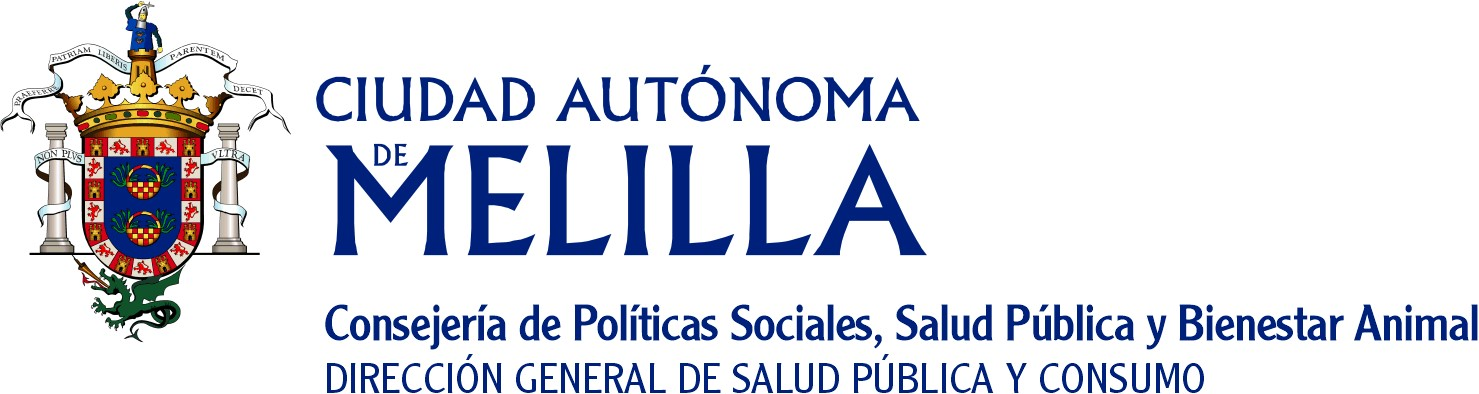 PRAEFERRE PATRIAM LIBERIS PARENTEM DECET
NON PLVS VLTRA
CIUDAD AUTÓNOMA
DE
MELILLA
Consejería de Políticas Sociales, Salud Pública y Bienestar Animal
DIRECCIÓN GENERAL DE SALUD PÚBLICA Y CONSUMO